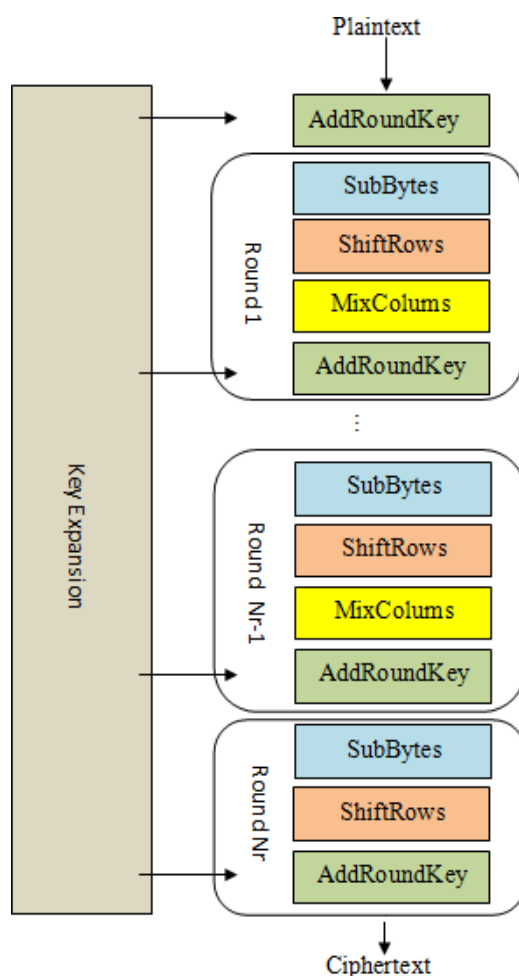 Plaintext
AddRoundKey
SubBytes
ShiftRows
MixColums
AddRoundKey
Round 1
...
SubBytes
ShiftRows
MixColums
AddRoundKey
Round Nr-1
SubBytes
ShiftRows
AddRoundKey
Round Nr
Key Expansion
Ciphertext